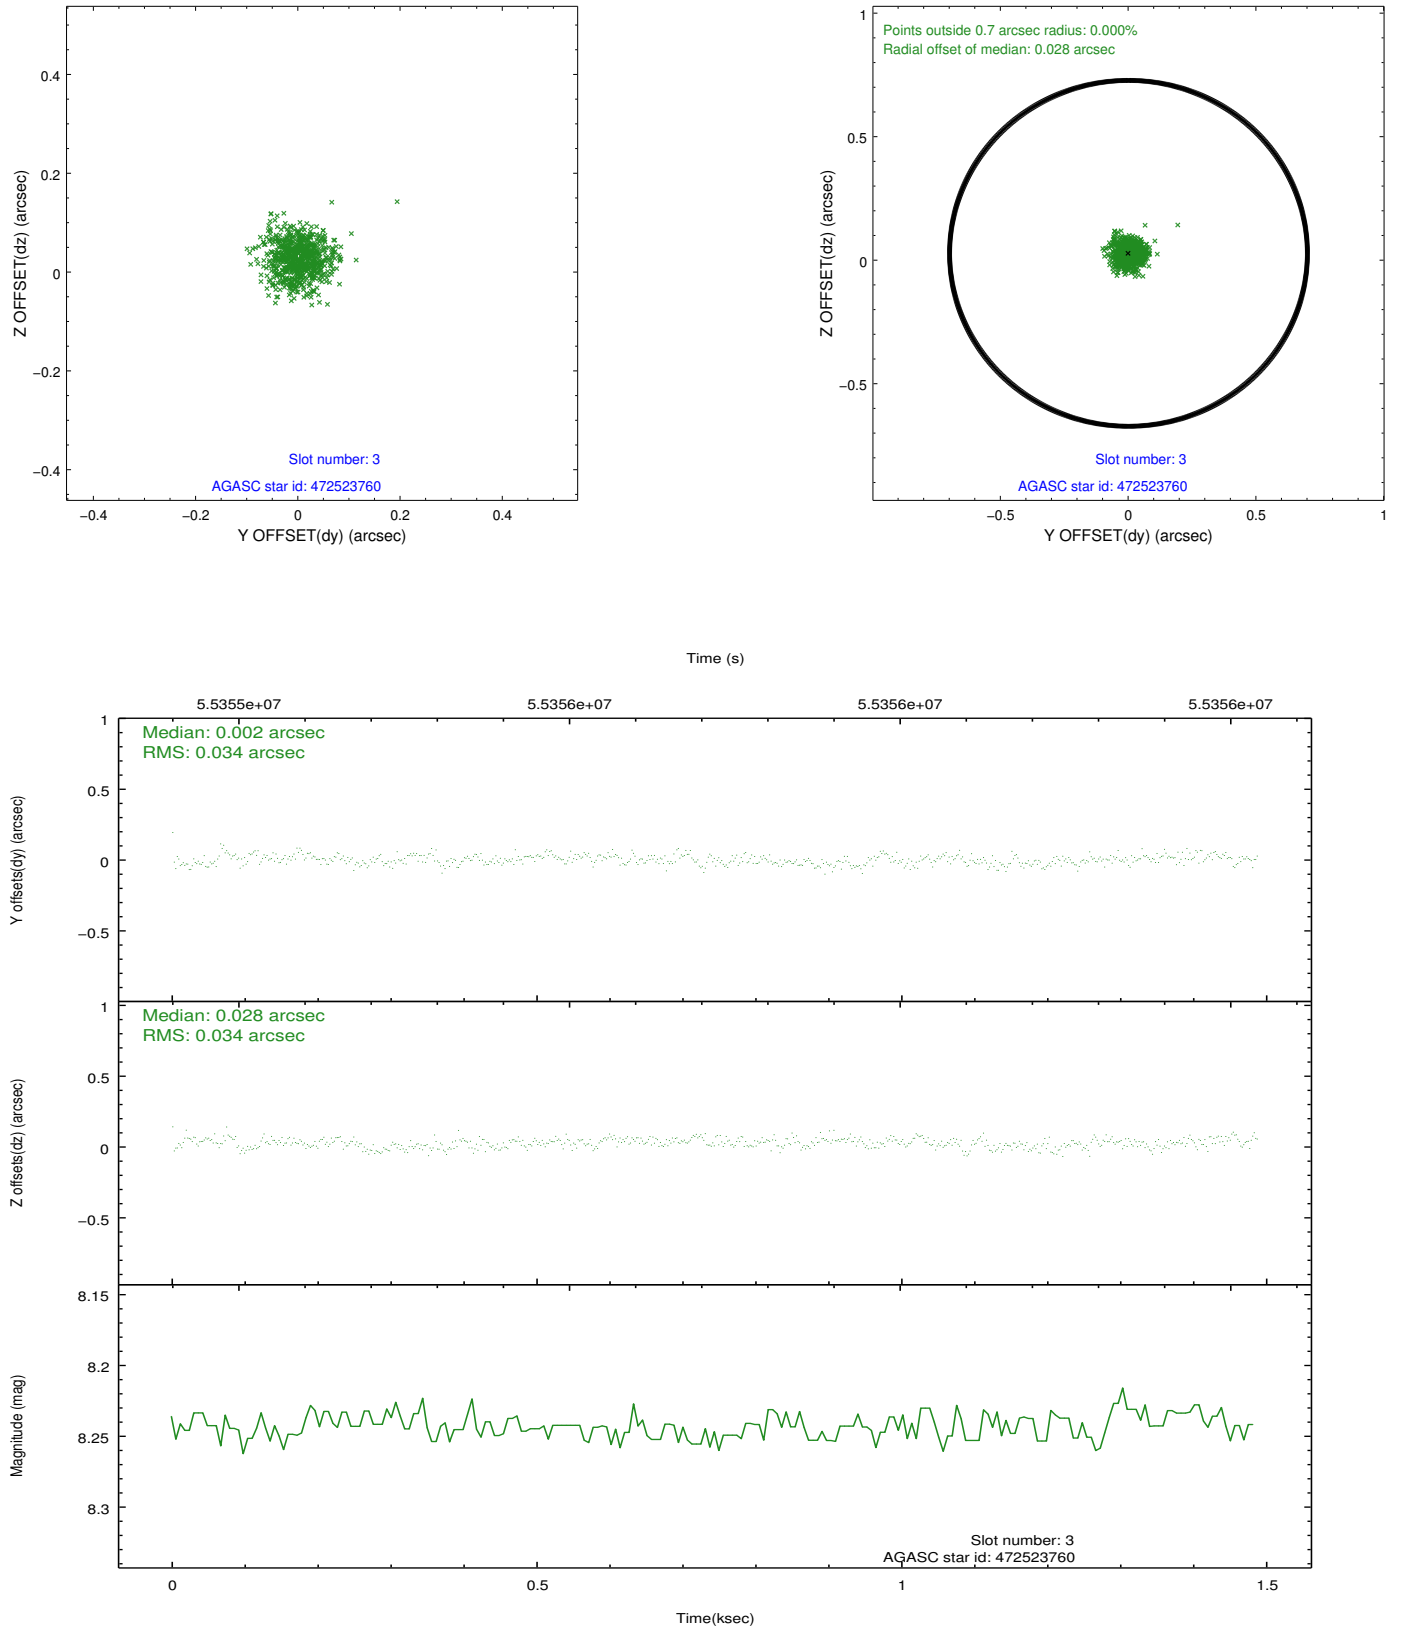 0.4
0.2
0
−0.2
−0.4
Z OFFSET(dz) (arcsec)
Slot number: 3
AGASC star id: 472523760
−0.4 −0.2 0 0.2 0.4
Y OFFSET(dy) (arcsec)
Points outside 0.7 arcsec radius: 0.000%
Radial offset of median: 0.028 arcsec
1
0.5
0
−0.5
Z OFFSET(dz) (arcsec)
Slot number: 3
AGASC star id: 472523760
−0.5 0 0.5 1
Y OFFSET(dy) (arcsec)
Time (s)
5.5355e+07 5.5356e+07 5.5356e+07 5.5356e+07
Median: 0.002 arcsec
RMS: 0.034 arcsec
1
0.5
0
−0.5
Y offsets(dy) (arcsec)
Median: 0.028 arcsec
RMS: 0.034 arcsec
1
0.5
0
−0.5
Z offsets(dz) (arcsec)
8.15
8.2
8.25
8.3
Magnitude (mag)
Slot number: 3
AGASC star id: 472523760
0 0.5 1 1.5
Time(ksec)